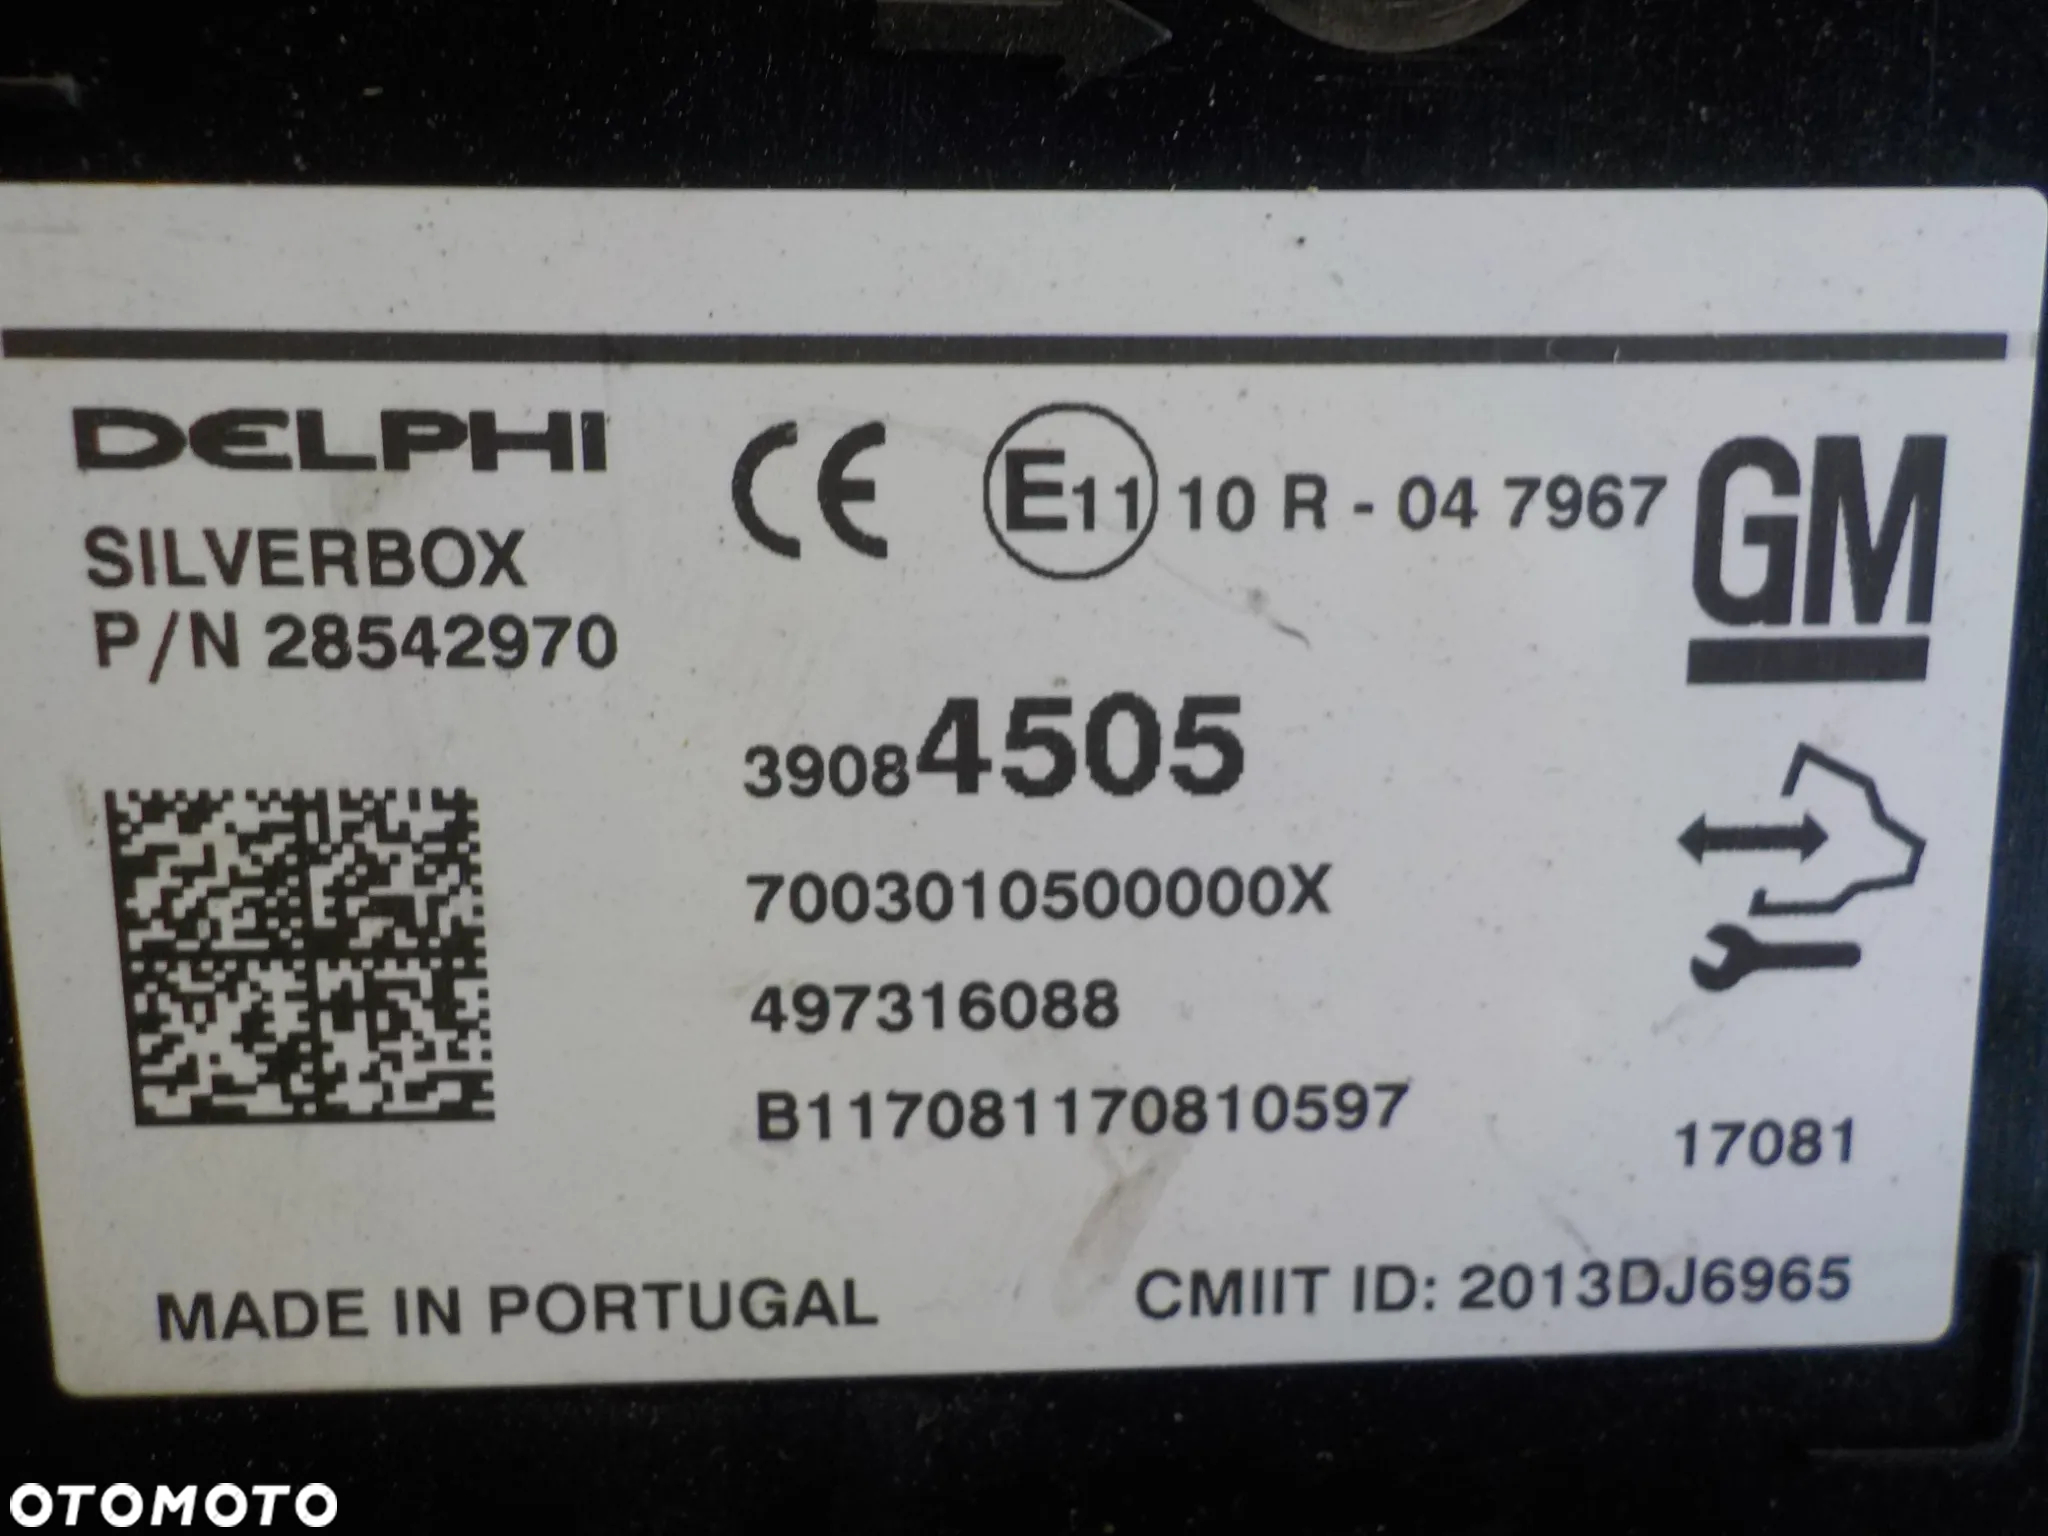 DELPHI
SILVERBOX
P/N 28542970
CE
E11 10 R - 04 7967
GM
39084505
7003010500000X
497316088
B117081170810597
17081
MADE IN PORTUGAL
CMIIT ID: 2013DJ6965
OTOMOTO